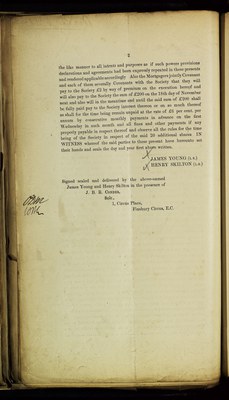 2
the like manner to all intents and purposes as if such powers provisions
declarations and agreements had been expressly repeated in these presents
and rendered applicable accordingly Also the Mortgagors jointly Covenant
and each of them severally Covenants with the Society that they will
pay to the Society £2 by way of premium on the execution hereof and
will also pay to the Society the sum of £200 on the 18th day of November
next and also will in the meantime and until the said sum of £200 shall
be fully paid pay to the Society interest thereon or on so much thereof
as shall for the time being remain unpaid at the rate of £5 per cent. per
annum by consecutive monthly payments in advance on the first
Wednesday in each month and all fines and other payments if any
properly payable in respect thereof and observe all the rules for the time
being of the Society in respect of the said 20 additional shares IN
WITNESS whereof the said parties to these present have hereunto set
their hands and seals the day and year first above written.
JAMES YOUNG (L.S.)
HENRY SKILTON (L.S.)
Signed sealed and delivered by the above-named
James Young and Henry Skilton in the presence of
Solr.,
1, Circus Place,
Finsbury Circus, E.C.